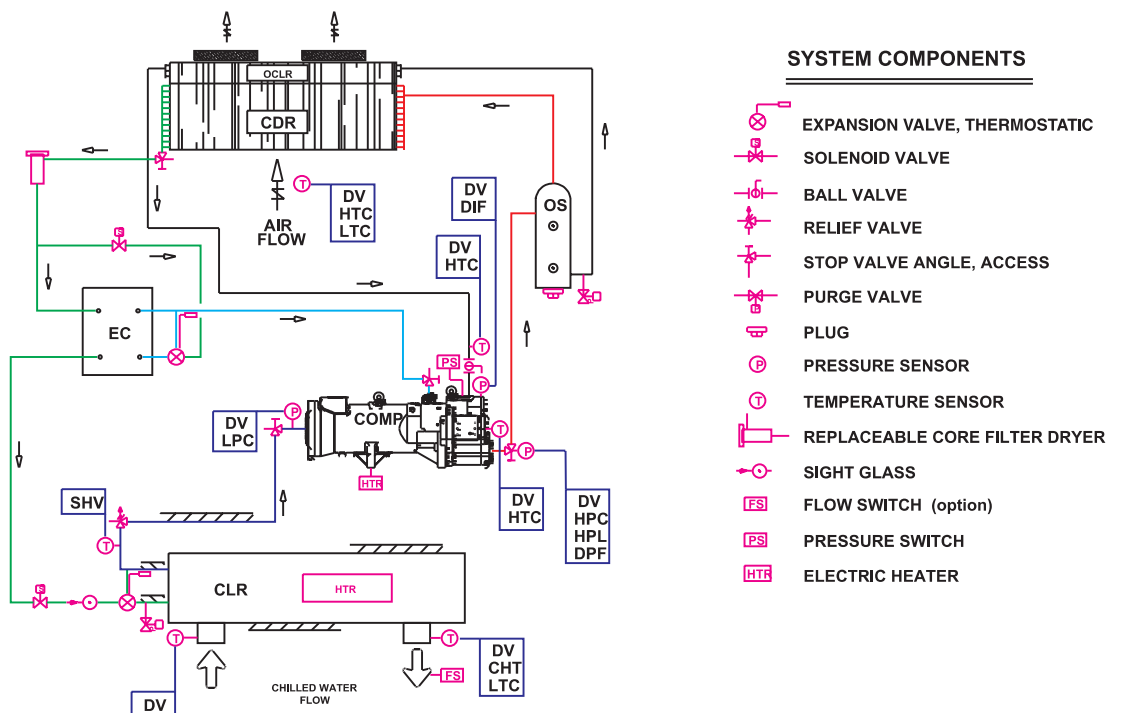 SYSTEM COMPONENTS
EXPANSION VALVE, THERMOSTATIC
S
SOLENOID VALVE
BALL VALVE
RELIEF VALVE
STOP VALVE ANGLE, ACCESS
PURGE VALVE
P
PLUG
P
PRESSURE SENSOR
T
TEMPERATURE SENSOR
REPLACEABLE CORE FILTER DRYER
SIGHT GLASS
FS
FLOW SWITCH (option)
PS
PRESSURE SWITCH
HTR
ELECTRIC HEATER
OCLR
CDR
T
DV
HTC
LTC
AIR
FLOW
DV
DIF
DV
HTC
OS
S
EC
T
PS
P
P
DV
LPC
COMP
T
P
HTR
DV
HTC
DV
HPC
HPL
DPF
SHV
T
S
CLR
HTR
T
T
FS
DV
CHT
LTC
DV
CHILLED WATER
FLOW